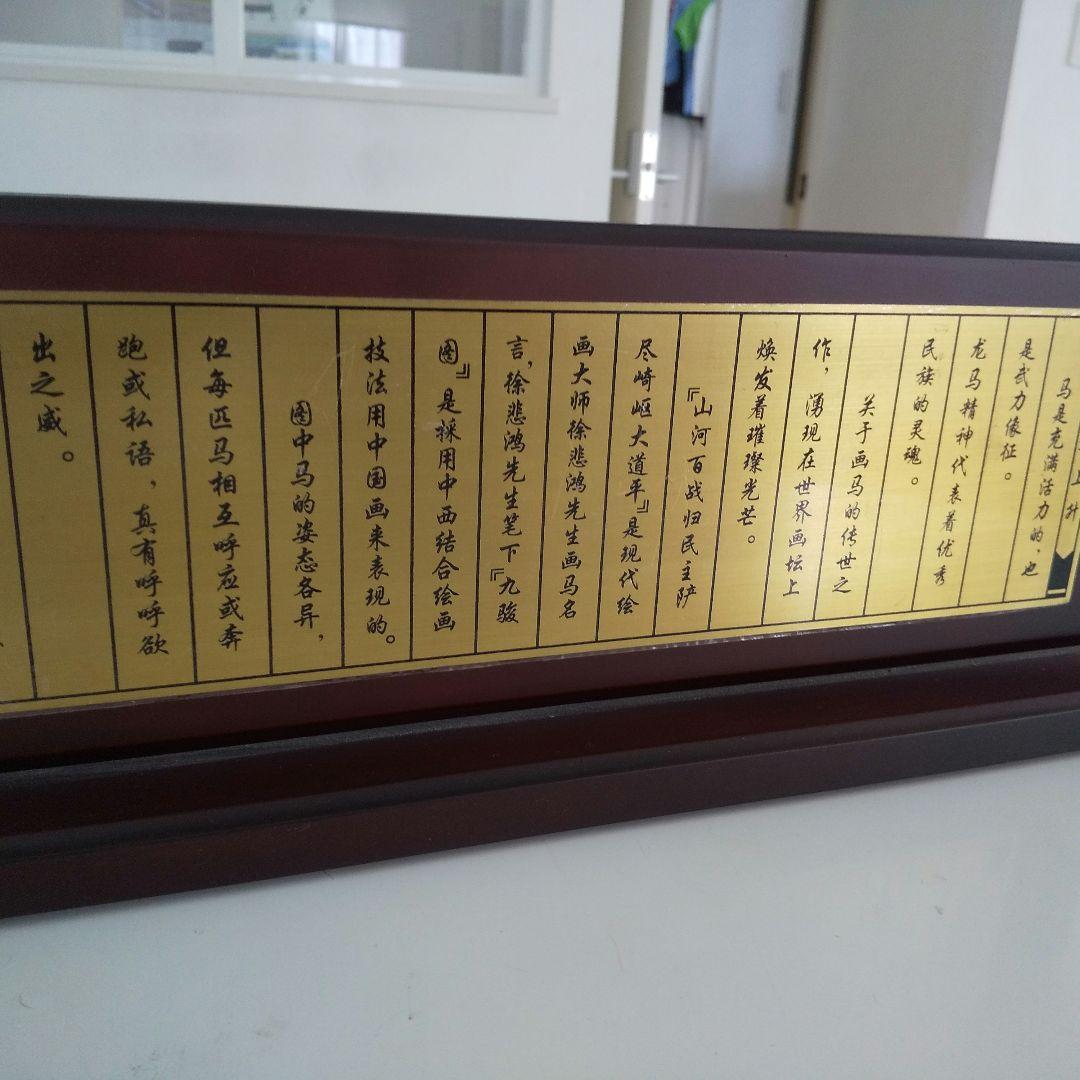 上升
马是充满活力的，也
是武力像征。
龙马精神代表着优秀
民族的灵魂。
关于画马的传世之
作，湧现在世界画坛上
焕发着璀璨光芒。
『山河百战归民主铲
尽崎岖大道平』是现代绘
画大师徐悲鸿先生画马名
言，徐悲鸿先生笔下『九骏
图』是採用中西结合绘画
技法用中国画来表现的。
图中马的姿态各异，
但每匹马相互呼应或奔
跑或私语，真有呼呼欲
出之威。